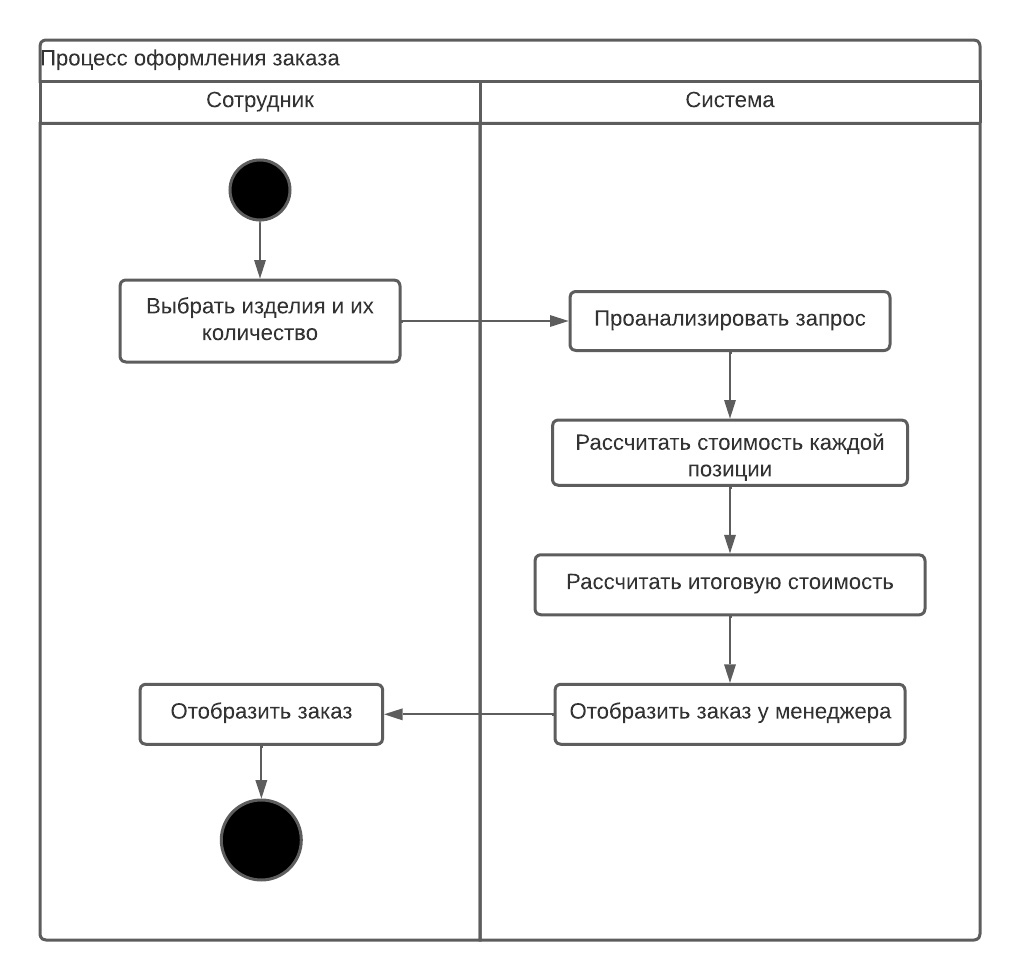 Процесс оформления заказа
Сотрудник
Система
Выбрать изделия и их
количество
Проанализировать запрос
Рассчитать стоимость каждой
позиции
Рассчитать итоговую стоимость
Отобразить заказ у менеджера
Отобразить заказ